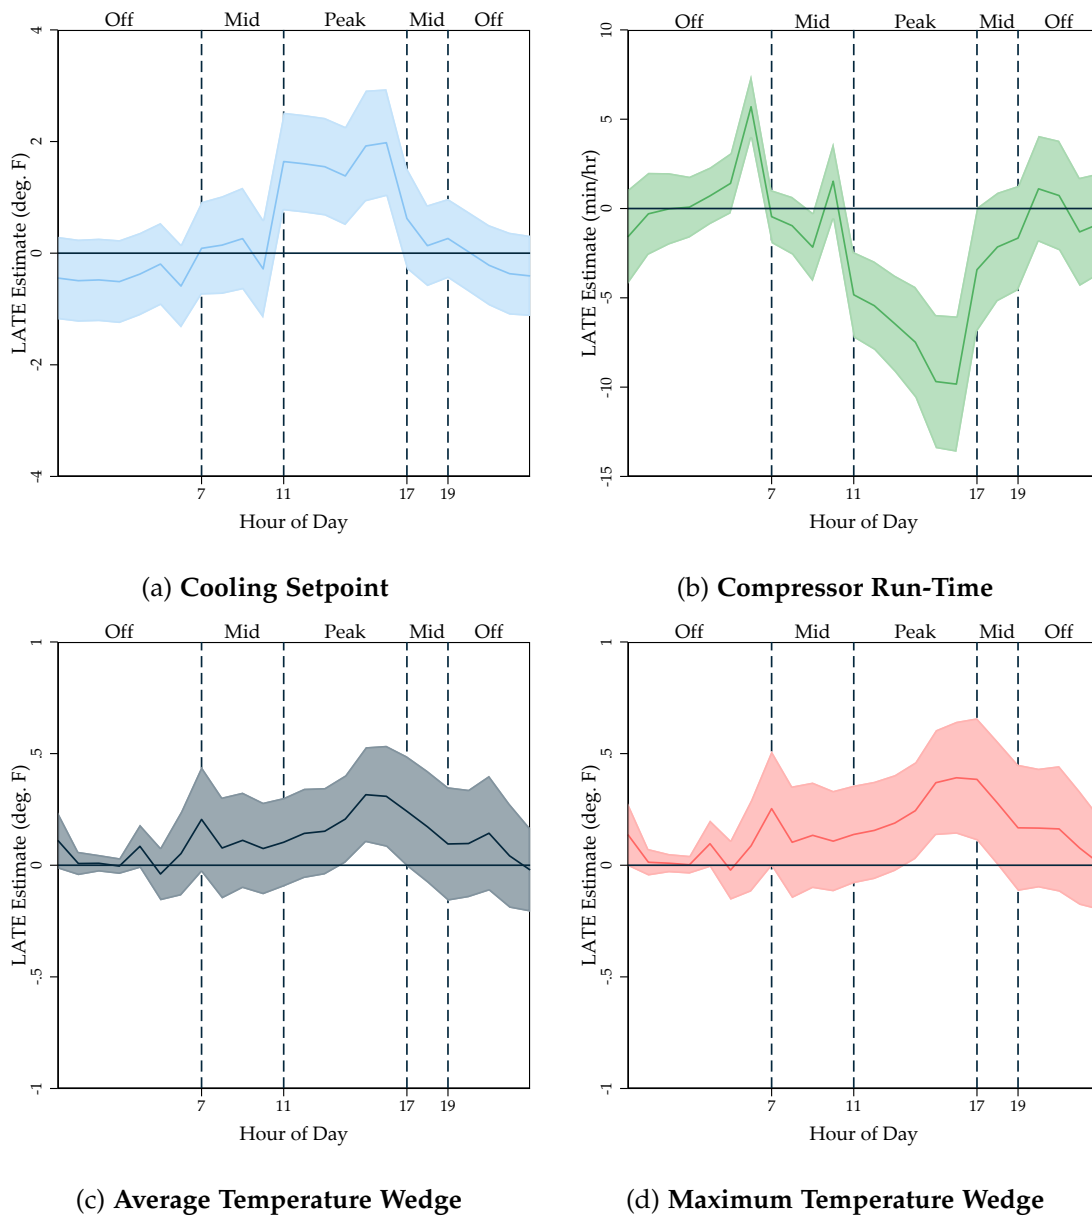 Off Mid Peak Mid Off
LATE Estimate (deg. F)
4
2
0
-2
-4
7 11 17 19
Hour of Day
(a) Cooling Setpoint
Off Mid Peak Mid Off
LATE Estimate (min/hr)
10
5
0
-5
-10
-15
7 11 17 19
Hour of Day
(b) Compressor Run-Time
Off Mid Peak Mid Off
LATE Estimate (deg. F)
1
.5
0
-.5
-1
7 11 17 19
Hour of Day
(c) Average Temperature Wedge
Off Mid Peak Mid Off
LATE Estimate (deg. F)
1
.5
0
-.5
-1
7 11 17 19
Hour of Day
(d) Maximum Temperature Wedge